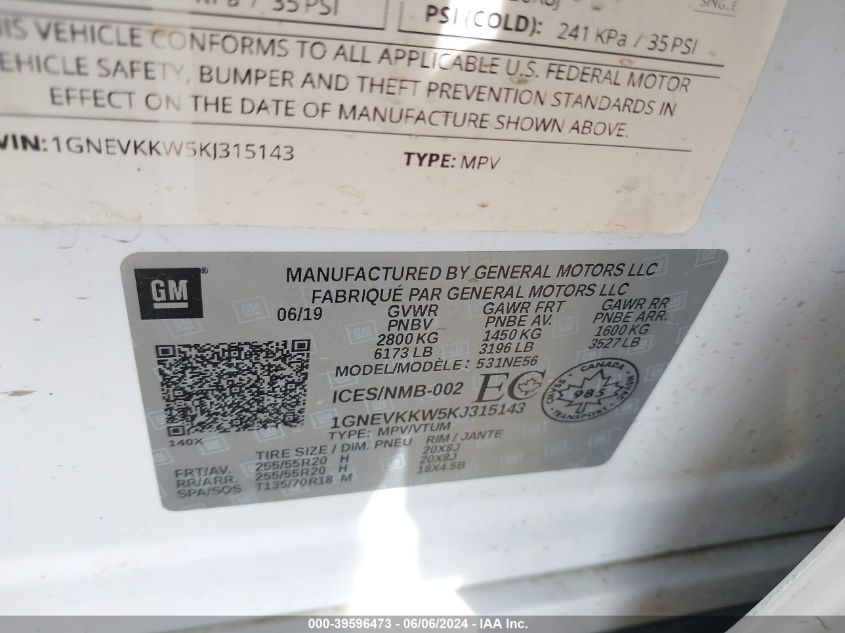 / 35 PSI
PSI (COLD): 241 KPa / 35 PSI
VEHICLE CONFORMS TO ALL APPLICABLE U.S. FEDERAL MOTOR
VEHICLE SAFETY, BUMPER AND THEFT PREVENTION STANDARDS IN
EFFECT ON THE DATE OF MANUFACTURE SHOWN ABOVE.
VIN: 1GNEVKKW5KJ315143 TYPE: MPV
GM ®
MANUFACTURED BY GENERAL MOTORS LLC
FABRIQUÉ PAR GENERAL MOTORS LLC
06/19 GVWR GAWR FRT GAWR RR
PNBV PNBE AV. PNBE ARR.
2800 KG 1450 KG 1600 KG
6173 LB 3196 LB 3527 LB
MODEL/MODÈLE: 531NE56
ICES/NMB-002 EC
CANADA
985
TRANSPORT
1GNEVKKW5KJ315143
TYPE: MPV/VTUM
140X
TIRE SIZE / DIM. PNEU RIM / JANTE
FRT/AV. 255/55R20 H 20X8J
RR/ARR. 255/55R20 H 20X8J
SPA/SOS T135/70R18 M 18X4.5B
000-39596473 - 06/06/2024 - IAA Inc.